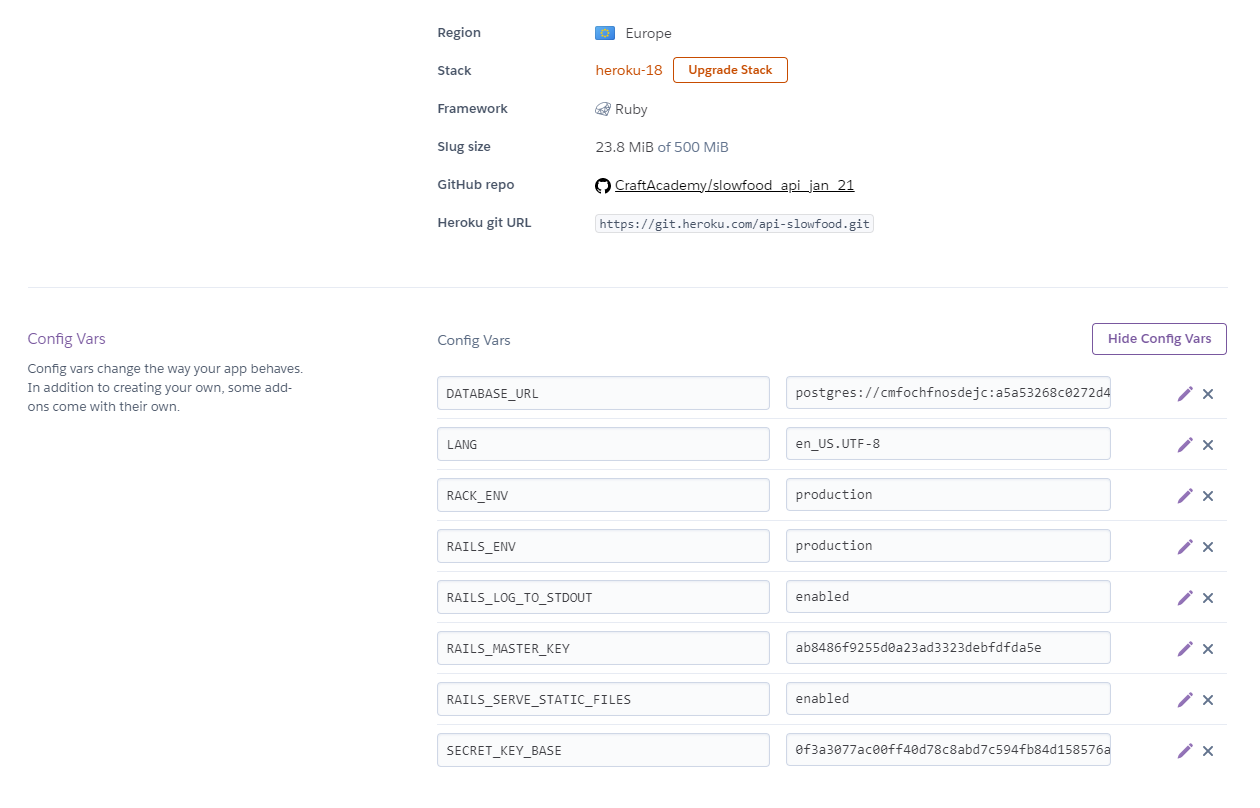 Region Europe
Stack heroku-18 Upgrade Stack
Framework Ruby
Slug size 23.8 MiB of 500 MiB
GitHub repo CraftAcademy/slowfood_api_jan_21
Heroku git URL https://git.heroku.com/api-slowfood.git
Config Vars
Config vars change the way your app behaves.
In addition to creating your own, some add-
ons come with their own.
Config Vars Hide Config Vars
DATABASE_URL postgres://cmfochfnosdejc:a5a53268c0272d4
LANG en_US.UTF-8
RACK_ENV production
RAILS_ENV production
RAILS_LOG_TO_STDOUT enabled
RAILS_MASTER_KEY ab8486f9255d0a23ad3323debfdfda5e
RAILS_SERVE_STATIC_FILES enabled
SECRET_KEY_BASE 0f3a3077ac00ff40d78c8abd7c594fb84d158576a